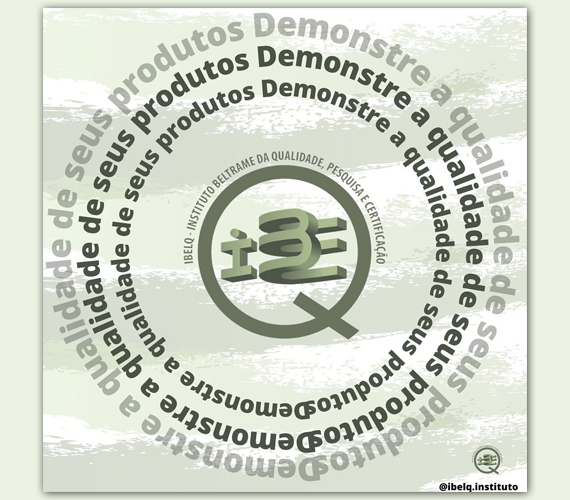 Demonstre a qualidade de seus produtos Demonstre a qualidade de seus produtos
Demonstre a qualidade de seus produtos Demonstre a qualidade de seus produtos
Demonstre a qualidade de seus produtos Demonstre a qualidade de seus produtos
IBELQ - INSTITUTO BELTRAME DA QUALIDADE, PESQUISA E CERTIFICAÇÃO
@ibelq.instituto